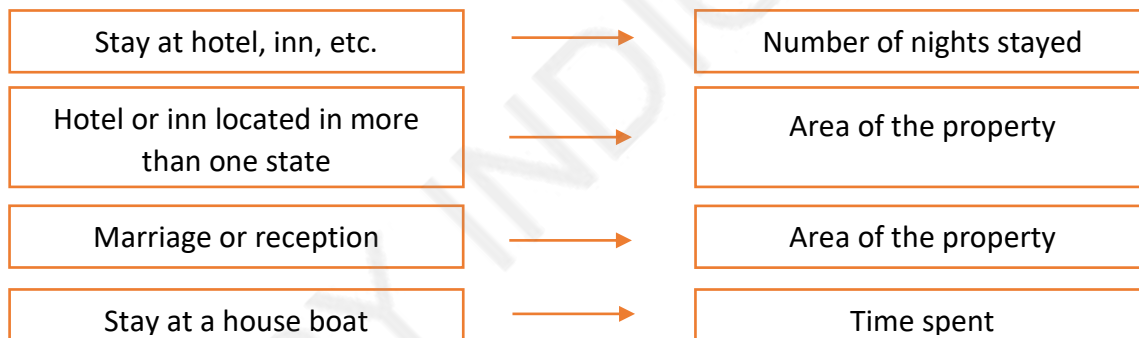 Stay at hotel, inn, etc.
Number of nights stayed
Hotel or inn located in more
than one state
Area of the property
Marriage or reception
Area of the property
Stay at a house boat
Time spent